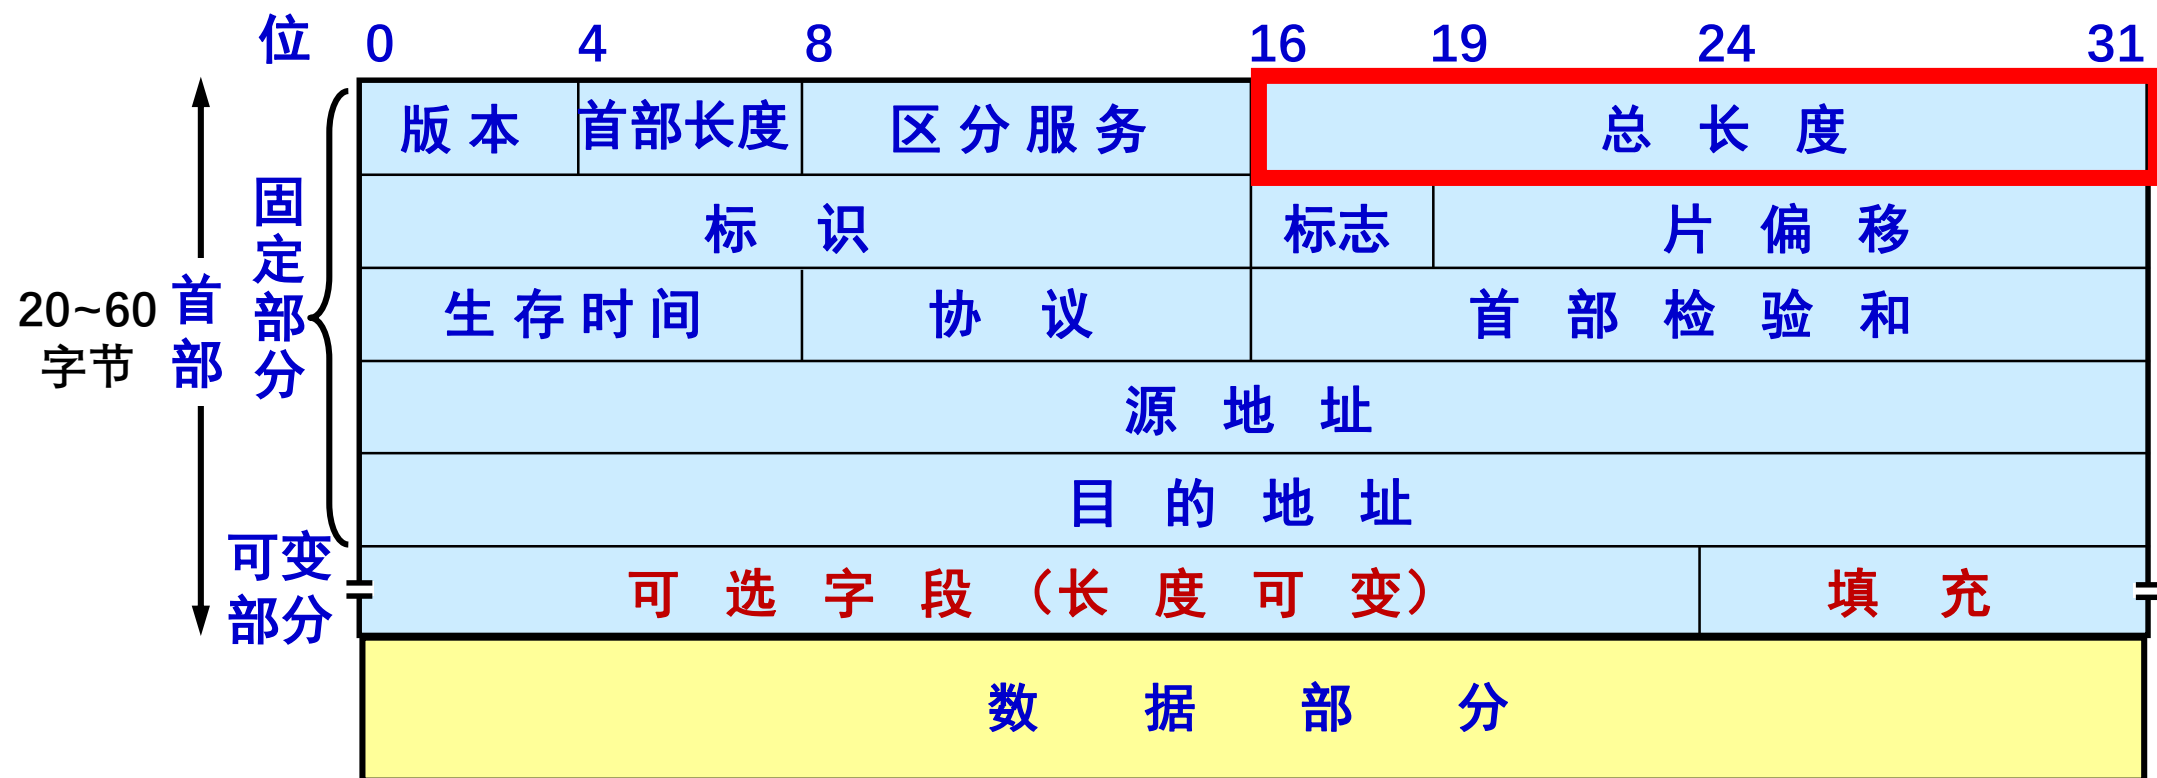 位 0 4 8 16 19 24 31
版本 首部长度 区分服务 总长度
标识 标志 片偏移
生存时间 协议 首部检验和
源地址
目的地址
可选字段（长度可变） 填充
数据部分
20~60
字节
首
部
固
定
部
分
可变
部分